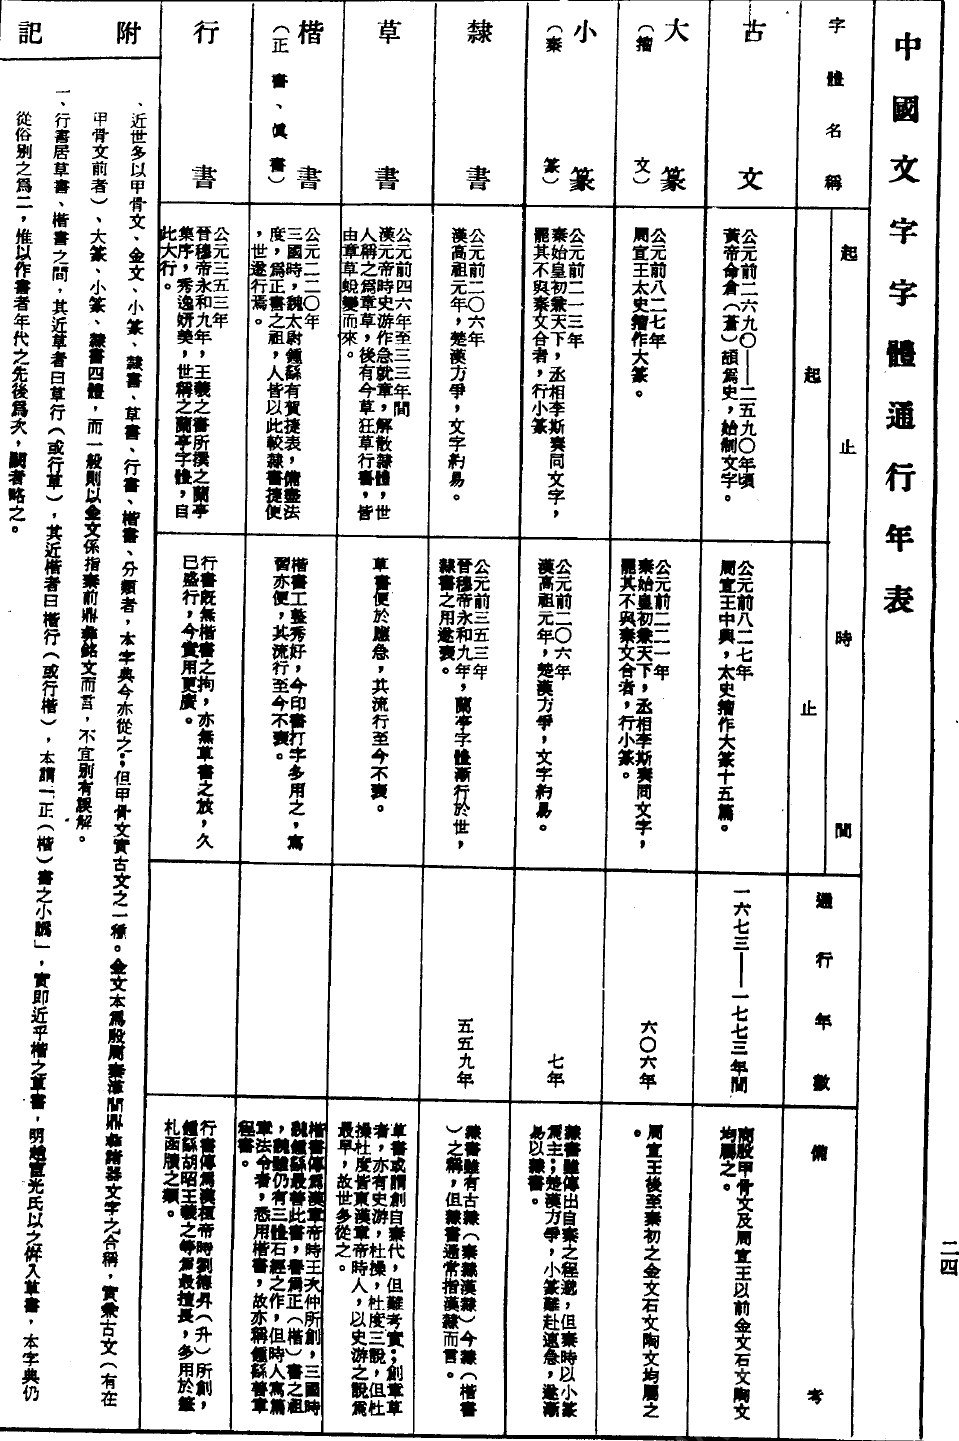 中國文字字體通行年表
字體名稱
起止時間
起
止
通行年數
備考
古文
公元前二六九〇——二五九〇年頃
黃帝命倉（蒼）頡爲史，始制文字。
公元前八二七年
周宣王中興，太史籀作大篆十五篇。
一六七三——一七七三年間
商殷甲骨文及周宣王以前金文石文陶文
均屬之。
大篆
（籀文）
公元前八二七年
周宣王太史籀作大篆。
公元前二二一年
秦始皇初兼天下，丞相李斯奏同文字，
罷其不與秦文合者，行小篆。
六〇六年
周宣王後至秦初之金文石文陶文均屬之
。
小篆
（秦篆）
公元前二一三年
秦始皇初兼天下，丞相李斯奏同文字，
罷其不與秦文合者，行小篆
公元前二〇六年
漢高祖元年，楚漢力爭，文字約易。
七年
隸書雖傳出自秦之程邈，但秦時以小篆
爲主；楚漢力爭，小篆難赴速急，遂漸
易以隸書。
隸書
公元前二〇六年
漢高祖元年，楚漢力爭，文字約易。
公元前三五三年
晉穆帝永和九年，蘭亭字體漸行於世，
隸書之用遂衰。
五五九年
隸書雖有古隸（秦隸漢隸）今隸（楷書
）之稱，但隸書通常指漢隸而言。
草書
公元前四六年至三三年間
漢元帝時史游作急就章，解散隸體，世
人稱之爲章草，後有今草狂草行書，皆
由章草蛻變而來。
草書便於應急，其流行至今不衰。
草書或謂創自秦代，但難考實；創章草
者，亦有史游，杜操，杜度三說，但杜
操杜度皆東漢章帝時人，以史游之說爲
最早，故世多從之。
楷書
（正書、眞書）
公元二二〇年
三國時，魏太尉鍾繇有賀捷表，備盡法
度，爲正書之祖，人皆以此較隸書捷便
，世遂行焉。
楷書工整秀好，今印書打字多用之，寫
習亦便，其流行至今不衰。
楷書傳爲漢章帝時王次仲所創，三國時
魏鍾繇最善此書，書爲正（楷）書之祖
，魏雖仍有三體石經之作，但時人寫篇
章法令者，悉用楷書，故亦稱鍾繇善章
程書。
行書
公元三五三年
晉穆帝永和九年，王羲之書所撰之蘭亭
集序，秀逸妍美，世稱之蘭亭字體，自
此大行。
行書既無楷書之拘，亦無草書之放，久
已盛行，今實用更廣。
行書傳爲漢桓帝時劉德昇（升）所創，
鍾繇胡昭王羲之等爲最擅長，多用於簽
札函牘之類。
附記
、近世多以甲骨文、金文、小篆、隸書、草書、行書、楷書、分類者，本字典今亦從之；但甲骨文實古文之一種。金文本爲殷周秦漢間鼎彝諸器文字之合稱，實兼古文（有在
甲骨文前者）、大篆、小篆、隸書四體，而一般則以金文係指秦前鼎彝銘文而言，不宜別有誤解。
一、行書居草書、楷書之間，其近草者曰草行（或行草），其近楷者曰楷行（或行楷），本謂「正（楷）書之小譌」，實即近乎楷之草書，明趙宧光氏以之併入草書，本字典仍
從俗別之爲二，惟以作書者年代之先後爲次，閱者略之。
二四